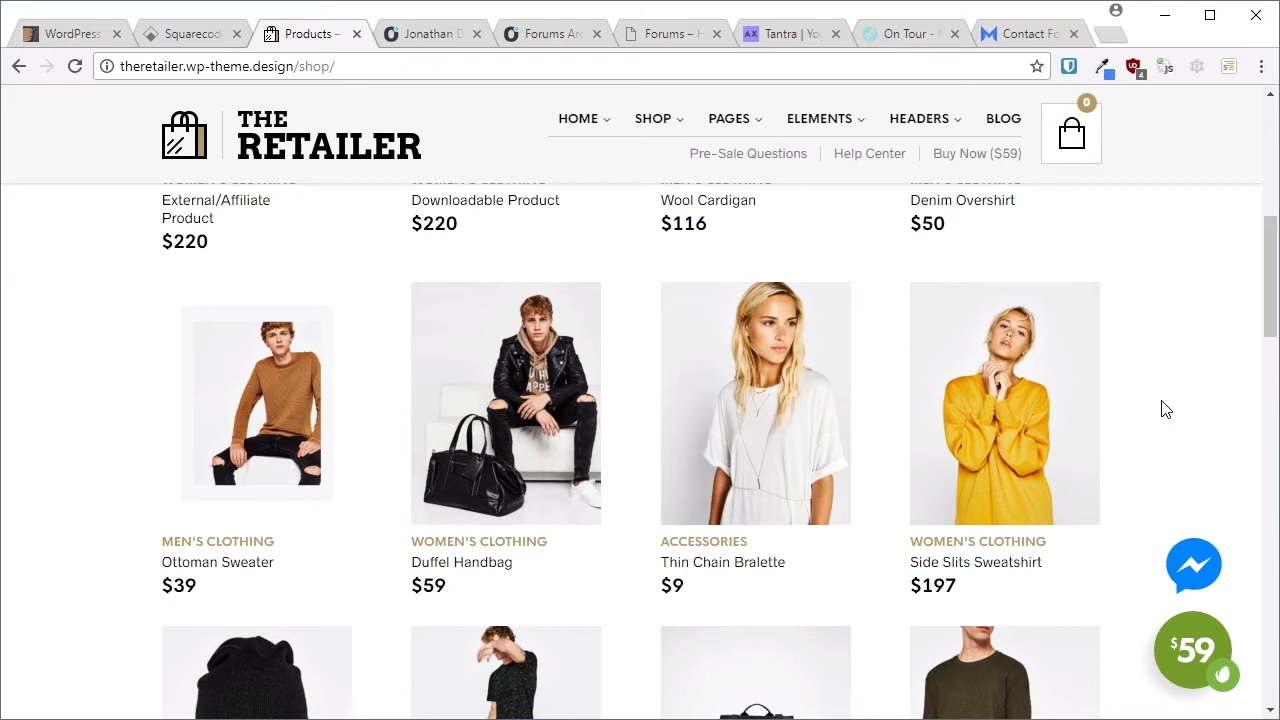 WordPress
Squarecod
Products –
Jonathan D
Forums Arc
Forums – H
Tantra | Yog
On Tour -
Contact Fo
theretailer.wp-theme.design/shop/
4
js
THE
RETAILER
HOME
SHOP
PAGES
ELEMENTS
HEADERS
BLOG
0
Pre-Sale Questions
Help Center
Buy Now ($59)
External/Affiliate
Product
$220
Downloadable Product
$220
Wool Cardigan
$116
Denim Overshirt
$50
MEN'S CLOTHING
Ottoman Sweater
$39
WOMEN'S CLOTHING
Duffel Handbag
$59
ACCESSORIES
Thin Chain Bralette
$9
WOMEN'S CLOTHING
Side Slits Sweatshirt
$197
$59